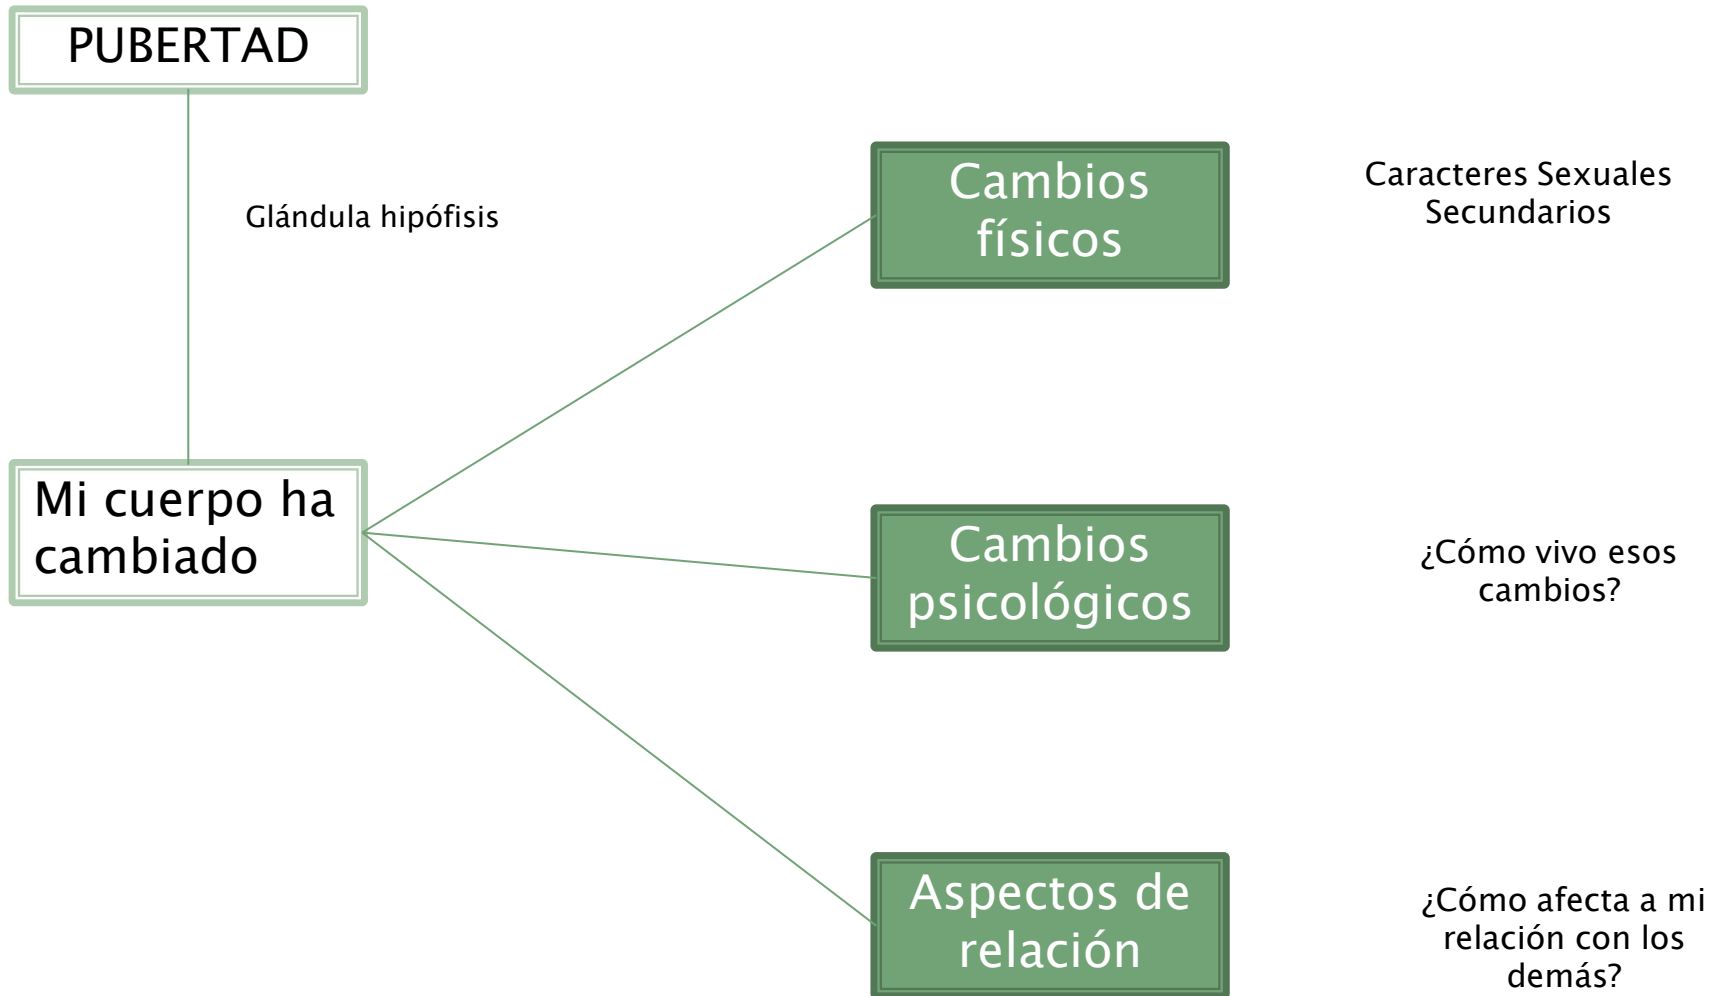 PUBERTAD
Glándula hipófisis
Mi cuerpo ha
cambiado
Cambios
físicos
Caracteres Sexuales
Secundarios
Cambios
psicológicos
¿Cómo vivo esos
cambios?
Aspectos de
relación
¿Cómo afecta a mi
relación con los
demás?